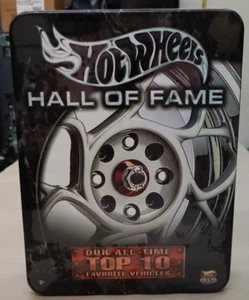 Hot Wheels
HALL OF FAME
OUR ALL-TIME
TOP 10
FAVORITE VEHICLES